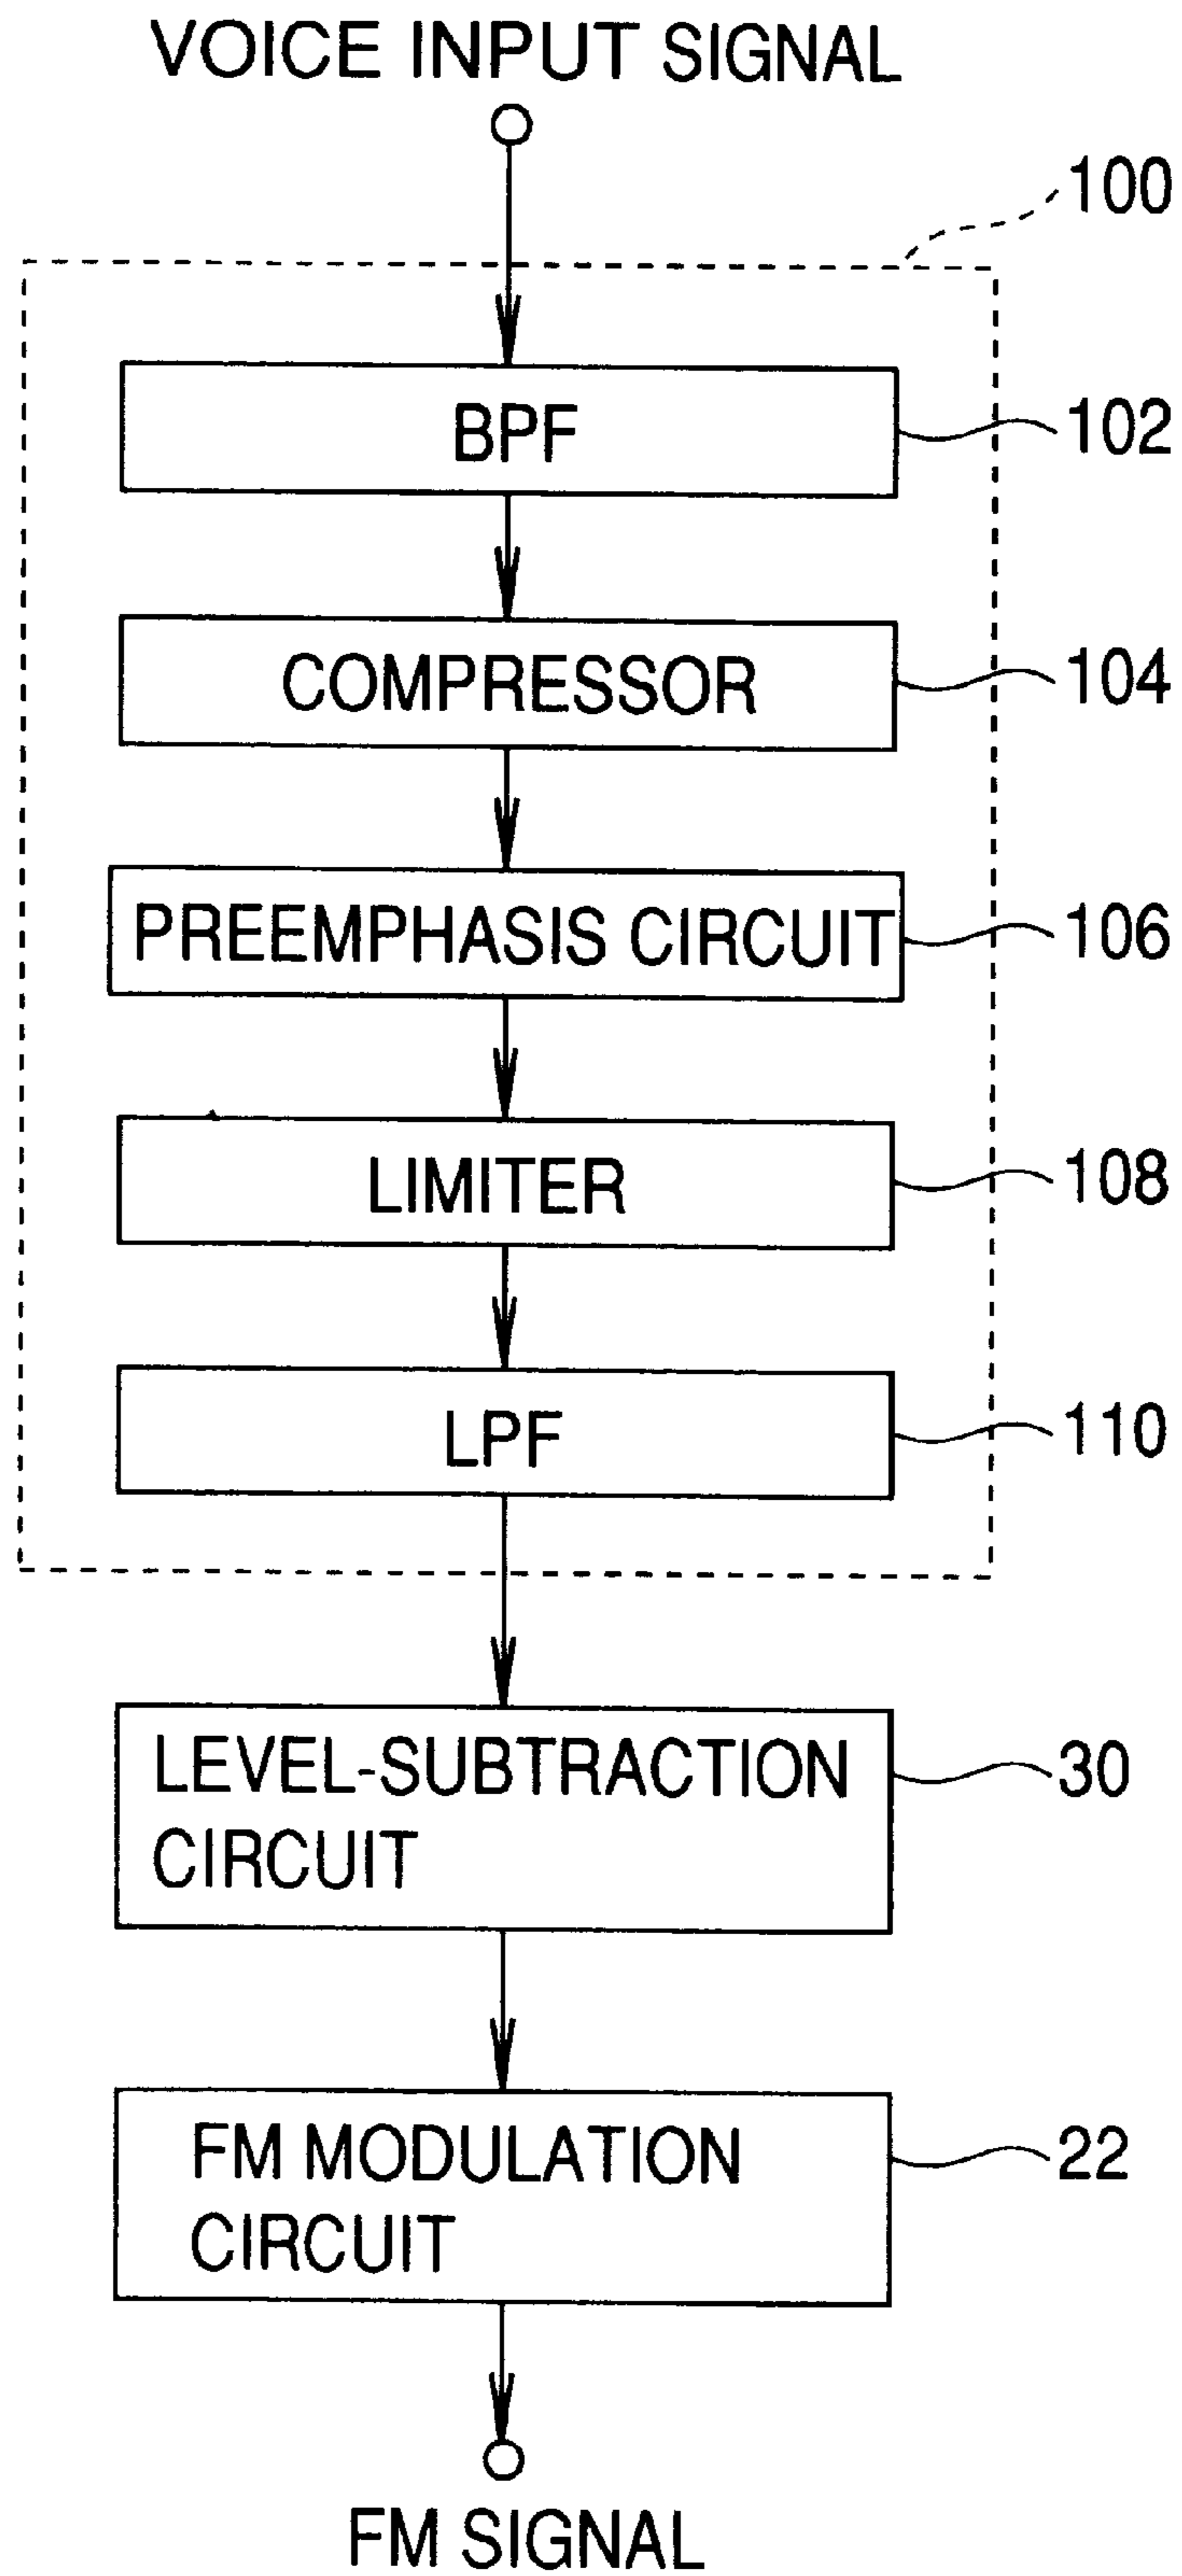 VOICE INPUT SIGNAL
100
BPF
102
COMPRESSOR
104
PREEMPHASIS CIRCUIT
106
LIMITER
108
LPF
110
LEVEL-SUBTRACTION
CIRCUIT
30
FM MODULATION
CIRCUIT
22
FM SIGNAL